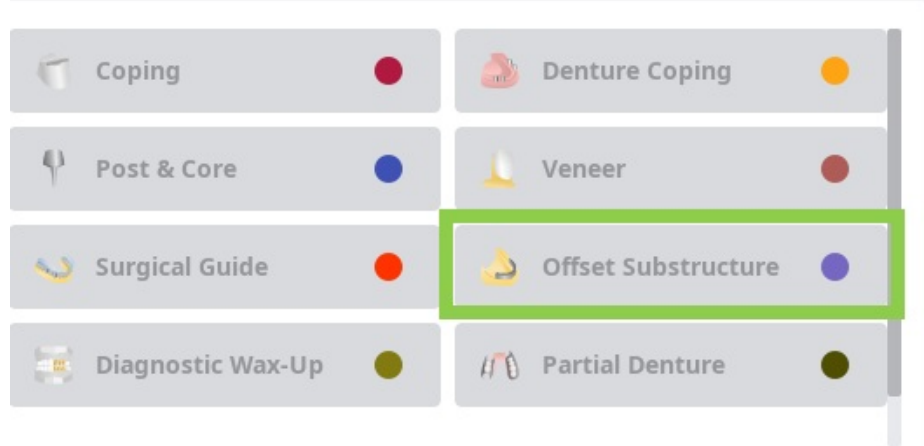 Coping
Denture Coping
Post & Core
Veneer
Surgical Guide
Offset Substructure
Diagnostic Wax-Up
Partial Denture